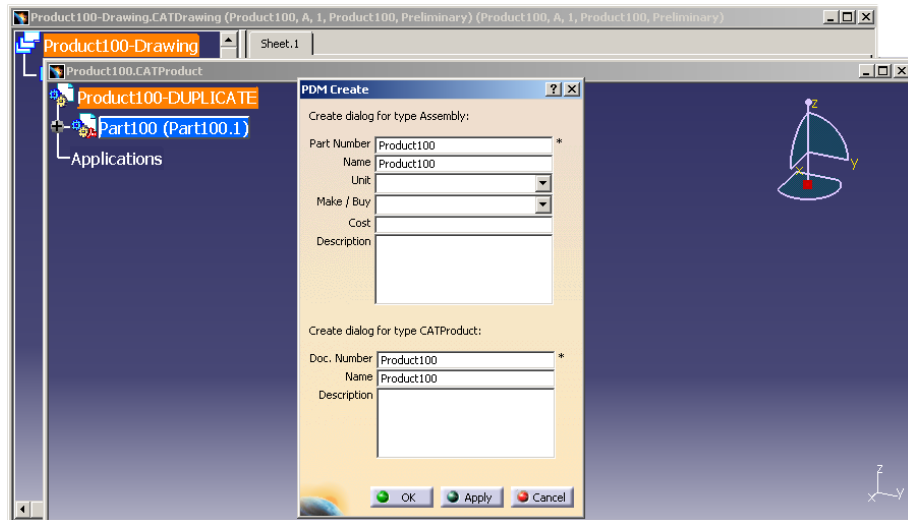 Product100-Drawing.CATDrawing (Product100, A, 1, Product100, Preliminary) (Product100, A, 1, Product100, Preliminary)
Product100-Drawing
Sheet.1
Product100.CATProduct
Product100-DUPLICATE
Part100 (Part100.1)
Applications
PDM Create
Create dialog for type Assembly:
Part Number Product100 *
Name Product100
Unit
Make / Buy
Cost
Description
Create dialog for type CATProduct:
Doc. Number Product100 *
Name Product100
Description
OK Apply Cancel
z
y
x
z
y
x